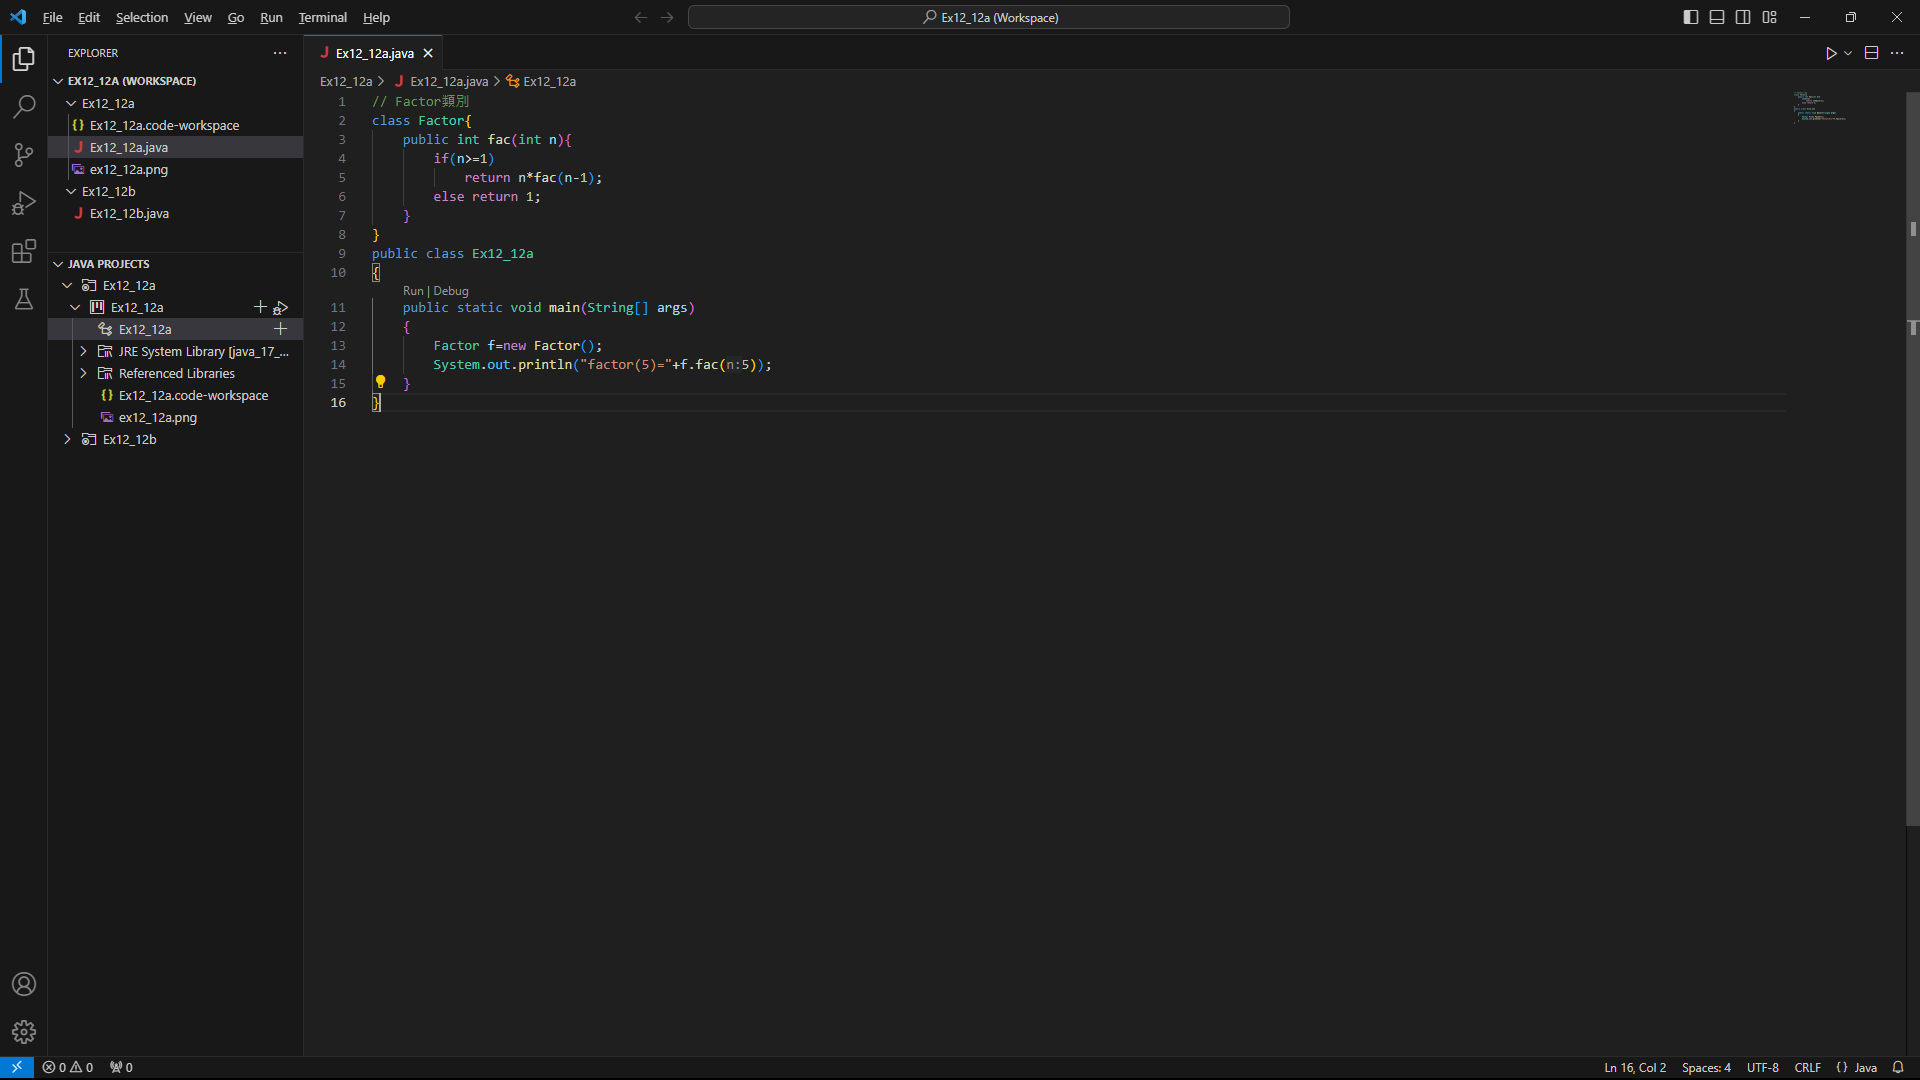 File Edit Selection View Go Run Terminal Help
Ex12_12a (Workspace)
EXPLORER
EX12_12A (WORKSPACE)
Ex12_12a
Ex12_12a.code-workspace
Ex12_12a.java
ex12_12a.png
Ex12_12b
Ex12_12b.java
JAVA PROJECTS
Ex12_12a
Ex12_12a
Ex12_12a
JRE System Library [java_17_...
Referenced Libraries
Ex12_12a.code-workspace
ex12_12a.png
Ex12_12b
Ex12_12a.java
Ex12_12a > Ex12_12a.java > Ex12_12a
1 // Factor類別
2 class Factor{
3 public int fac(int n){
4 if(n>=1)
5 return n*fac(n-1);
6 else return 1;
7 }
8 }
9 public class Ex12_12a
10 {
Run | Debug
11 public static void main(String[] args)
12 {
13 Factor f=new Factor();
14 System.out.println("factor(5)="+f.fac(n:5));
15 }
16 }
0 0 0
Ln 16, Col 2 Spaces: 4 UTF-8 CRLF {} Java